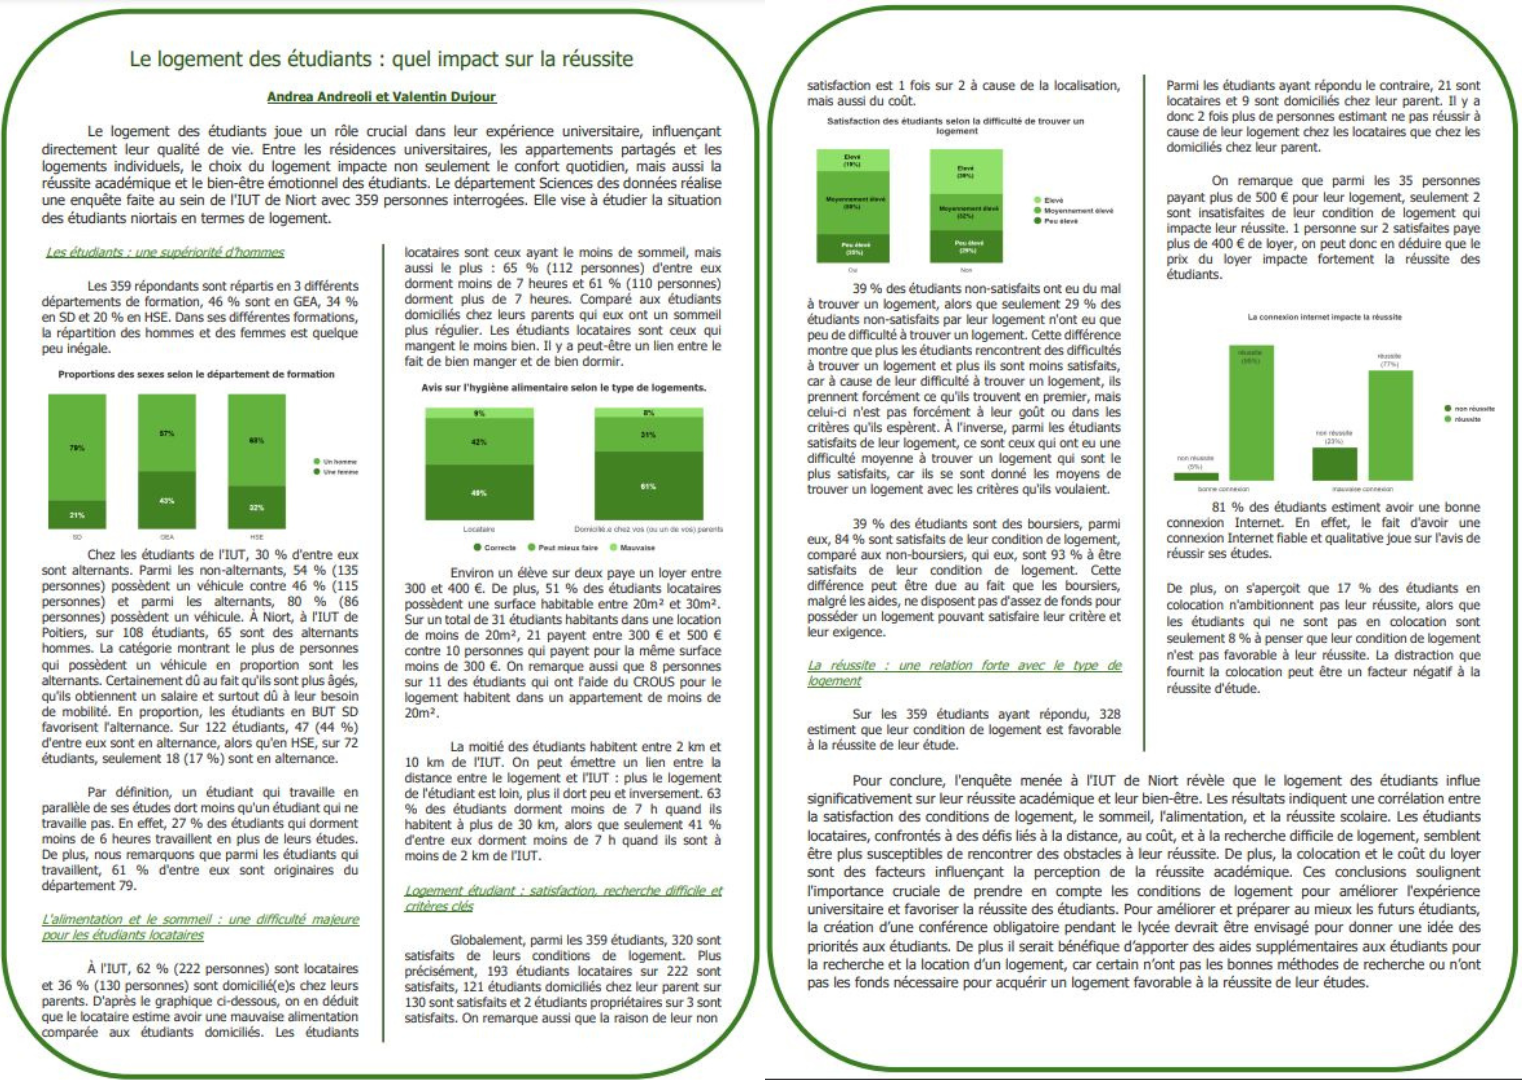 Le logement des étudiants : quel impact sur la réussite
Andrea Andreoli et Valentin Dujour
Le logement des étudiants joue un rôle crucial dans leur expérience universitaire, influençant
directement leur qualité de vie. Entre les résidences universitaires, les appartements partagés et les
logements individuels, le choix du logement impacte non seulement le confort quotidien, mais aussi la
réussite académique et le bien-être émotionnel des étudiants. Le département Sciences des données réalise
une enquête faite au sein de l'IUT de Niort avec 359 personnes interrogées. Elle vise à étudier la situation
des étudiants niortais en termes de logement.
Les étudiants : une supériorité d'hommes
Les 359 répondants sont répartis en 3 différents
départements de formation, 46 % sont en GEA, 34 %
en SD et 20 % en HSE. Dans ses différentes formations,
la répartition des hommes et des femmes est quelque
peu inégale.
Proportions des sexes selon le département de formation
79%
57%
68%
21%
43%
32%
Un homme
Une femme
SD
GEA
HSE
Chez les étudiants de l'IUT, 30 % d'entre eux
sont alternants. Parmi les non-alternants, 54 % (135
personnes) possèdent un véhicule contre 46 % (115
personnes) et parmi les alternants, 80 % (86
personnes) possèdent un véhicule. À Niort, à l'IUT de
Poitiers, sur 108 étudiants, 65 sont des alternants
hommes. La catégorie montrant le plus de personnes
qui possèdent un véhicule en proportion sont les
alternants. Certainement dû au fait qu'ils sont plus âgés,
qu'ils obtiennent un salaire et surtout dû à leur besoin
de mobilité. En proportion, les étudiants en BUT SD
favorisent l'alternance. Sur 122 étudiants, 47 (44 %)
d'entre eux sont en alternance, alors qu'en HSE, sur 72
étudiants, seulement 18 (17 %) sont en alternance.
Par définition, un étudiant qui travaille en
parallèle de ses études dort moins qu'un étudiant qui ne
travaille pas. En effet, 27 % des étudiants qui dorment
moins de 6 heures travaillent en plus de leurs études.
De plus, nous remarquons que parmi les étudiants qui
travaillent, 61 % d'entre eux sont originaires du
département 79.
L'alimentation et le sommeil : une difficulté majeure
pour les étudiants locataires
À l'IUT, 62 % (222 personnes) sont locataires
et 36 % (130 personnes) sont domicilié(e)s chez leurs
parents. D'après le graphique ci-dessous, on en déduit
que le locataire estime avoir une mauvaise alimentation
comparée aux étudiants domiciliés. Les étudiants
locataires sont ceux ayant le moins de sommeil, mais
aussi le plus : 65 % (112 personnes) d'entre eux
dorment moins de 7 heures et 61 % (110 personnes)
dorment plus de 7 heures. Comparé aux étudiants
domiciliés chez leurs parents qui eux ont un sommeil
plus régulier. Les étudiants locataires sont ceux qui
mangent le moins bien. Il y a peut-être un lien entre le
fait de bien manger et de bien dormir.
Avis sur l'hygiène alimentaire selon le type de logements.
9%
42%
49%
8%
31%
61%
Locataire
Domicilié.e chez vos (ou un de vos) parents
Correcte
Peut mieux faire
Mauvaise
Environ un élève sur deux paye un loyer entre
300 et 400 €. De plus, 51 % des étudiants locataires
possèdent une surface habitable entre 20m² et 30m².
Sur un total de 31 étudiants habitants dans une location
de moins de 20m², 21 payent entre 300 € et 500 €
contre 10 personnes qui payent pour la même surface
moins de 300 €. On remarque aussi que 8 personnes
sur 11 des étudiants qui ont l'aide du CROUS pour le
logement habitent dans un appartement de moins de
20m².
La moitié des étudiants habitent entre 2 km et
10 km de l'IUT. On peut émettre un lien entre la
distance entre le logement et l'IUT : plus le logement
de l'étudiant est loin, plus il dort peu et inversement. 63
% des étudiants dorment moins de 7 h quand ils
habitent à plus de 30 km, alors que seulement 41 %
d'entre eux dorment moins de 7 h quand ils sont à
moins de 2 km de l'IUT.
Logement étudiant : satisfaction, recherche difficile et
critères clés
Globalement, parmi les 359 étudiants, 320 sont
satisfaits de leurs conditions de logement. Plus
précisément, 193 étudiants locataires sur 222 sont
satisfaits, 121 étudiants domiciliés chez leur parent sur
130 sont satisfaits et 2 étudiants propriétaires sur 3 sont
satisfaits. On remarque aussi que la raison de leur non
satisfaction est 1 fois sur 2 à cause de la localisation,
mais aussi du coût.
Satisfaction des étudiants selon la difficulté de trouver un
logement
Elevé
Moyennement élevé
Peu élevé
Oui
Elevé
Moyennement élevé
Peu élevé
(29%)
Non
Elevé
Moyennement élevé
Peu élevé
39 % des étudiants non-satisfaits ont eu du mal
à trouver un logement, alors que seulement 29 % des
étudiants non-satisfaits par leur logement n'ont eu que
peu de difficulté à trouver un logement. Cette différence
montre que plus les étudiants rencontrent des difficultés
à trouver un logement et plus ils sont moins satisfaits,
car à cause de leur difficulté à trouver un logement, ils
prennent forcément ce qu'ils trouvent en premier, mais
celui-ci n'est pas forcément à leur goût ou dans les
critères qu'ils espèrent. À l'inverse, parmi les étudiants
satisfaits de leur logement, ce sont ceux qui ont eu une
difficulté moyenne à trouver un logement qui sont le
plus satisfaits, car ils se sont donné les moyens de
trouver un logement avec les critères qu'ils voulaient.
39 % des étudiants sont des boursiers, parmi
eux, 84 % sont satisfaits de leur condition de logement,
comparé aux non-boursiers, qui eux, sont 93 % à être
satisfaits de leur condition de logement. Cette
différence peut être due au fait que les boursiers,
malgré les aides, ne disposent pas d'assez de fonds pour
posséder un logement pouvant satisfaire leur critère et
leur exigence.
La réussite : une relation forte avec le type de
logement
Sur les 359 étudiants ayant répondu, 328
estiment que leur condition de logement est favorable
à la réussite de leur étude.
Parmi les étudiants ayant répondu le contraire, 21 sont
locataires et 9 sont domiciliés chez leur parent. Il y a
donc 2 fois plus de personnes estimant ne pas réussir à
cause de leur logement chez les locataires que chez les
domiciliés chez leur parent.
On remarque que parmi les 35 personnes
payant plus de 500 € pour leur logement, seulement 2
sont insatisfaites de leur condition de logement qui
impacte leur réussite. 1 personne sur 2 satisfaites paye
plus de 400 € de loyer, on peut donc en déduire que le
prix du loyer impacte fortement la réussite des
étudiants.
La connexion internet impacte la réussite
réussite
(95%)
réussite
(77%)
non réussite
(23%)
non réussite
(5%)
non réussite
réussite
bonne connexion
mauvaise connexion
81 % des étudiants estiment avoir une bonne
connexion Internet. En effet, le fait d'avoir une
connexion Internet fiable et qualitative joue sur l'avis de
réussir ses études.
De plus, on s'aperçoit que 17 % des étudiants en
colocation n'ambitionnent pas leur réussite, alors que
les étudiants qui ne sont pas en colocation sont
seulement 8 % à penser que leur condition de logement
n'est pas favorable à leur réussite. La distraction que
fournit la colocation peut être un facteur négatif à la
réussite d'étude.
Pour conclure, l'enquête menée à l'IUT de Niort révèle que le logement des étudiants influe
significativement sur leur réussite académique et leur bien-être. Les résultats indiquent une corrélation entre
la satisfaction des conditions de logement, le sommeil, l'alimentation, et la réussite scolaire. Les étudiants
locataires, confrontés à des défis liés à la distance, au coût, et à la recherche difficile de logement, semblent
être plus susceptibles de rencontrer des obstacles à leur réussite. De plus, la colocation et le coût du loyer
sont des facteurs influençant la perception de la réussite académique. Ces conclusions soulignent
l'importance cruciale de prendre en compte les conditions de logement pour améliorer l'expérience
universitaire et favoriser la réussite des étudiants. Pour améliorer et préparer au mieux les futurs étudiants,
la création d'une conférence obligatoire pendant le lycée devrait être envisagé pour donner une idée des
priorités aux étudiants. De plus il serait bénéfique d'apporter des aides supplémentaires aux étudiants pour
la recherche et la location d'un logement, car certain n'ont pas les bonnes méthodes de recherche ou n'ont
pas les fonds nécessaire pour acquérir un logement favorable à la réussite de leur études.